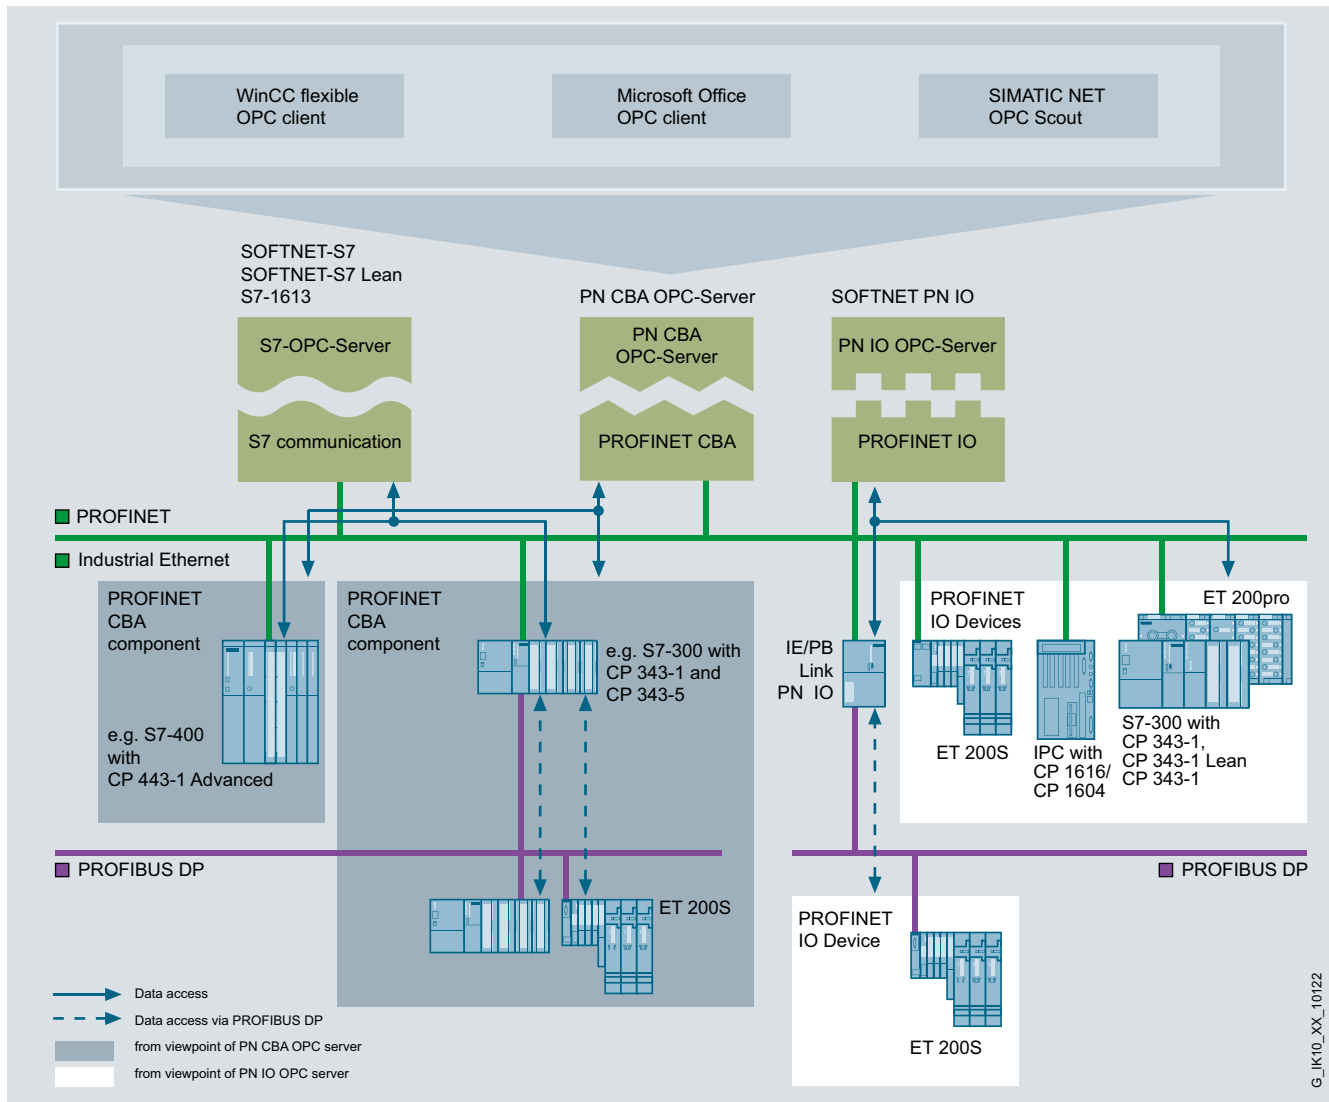 WinCC flexible
OPC client
Microsoft Office
OPC client
SIMATIC NET
OPC Scout
SOFTNET-S7
SOFTNET-S7 Lean
S7-1613
PN CBA OPC-Server
SOFTNET PN IO
S7-OPC-Server
PN CBA
OPC-Server
PN IO OPC-Server
S7 communication
PROFINET CBA
PROFINET IO
PROFINET
Industrial Ethernet
PROFINET
CBA
component
e.g. S7-400
with
CP 443-1 Advanced
PROFINET
CBA
component
e.g. S7-300 with
CP 343-1 and
CP 343-5
IE/PB
Link
PN IO
PROFINET
IO Devices
ET 200pro
ET 200S
IPC with
CP 1616/
CP 1604
S7-300 with
CP 343-1,
CP 343-1 Lean
CP 343-1
PROFIBUS DP
PROFIBUS DP
ET 200S
PROFINET
IO Device
ET 200S
Data access
Data access via PROFIBUS DP
from viewpoint of PN CBA OPC server
from viewpoint of PN IO OPC server
G_IK10_XX_10122